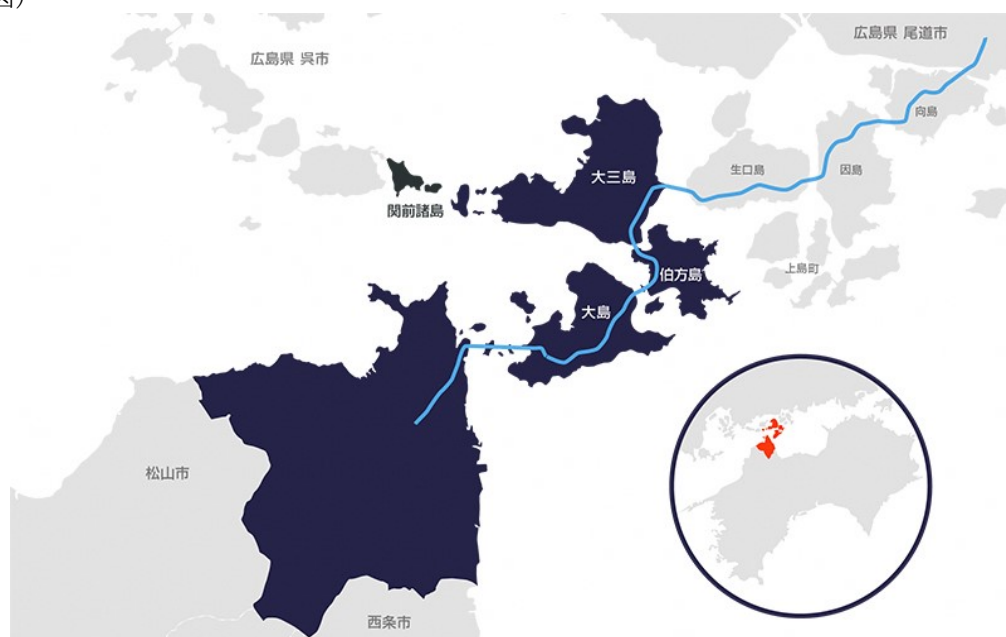 図）
広島県 尾道市
広島県 呉市
向島
生口島
因島
大三島
関前諸島
上島町
伯方島
大島
松山市
西条市